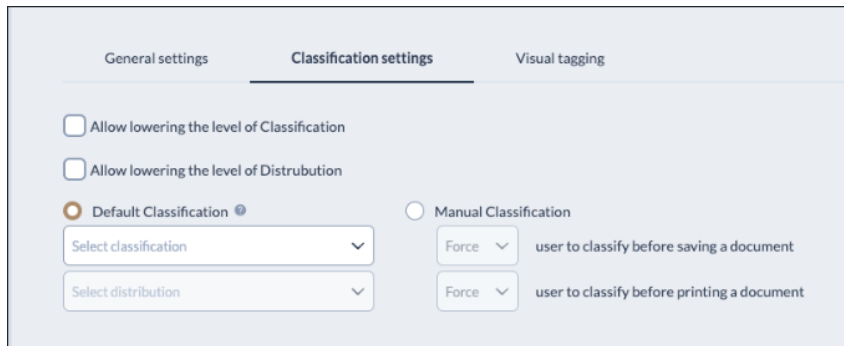 General settings Classification settings Visual tagging
Allow lowering the level of Classification
Allow lowering the level of Distrubution
Default Classification ? Manual Classification
Select classification Force user to classify before saving a document
Select distribution Force user to classify before printing a document